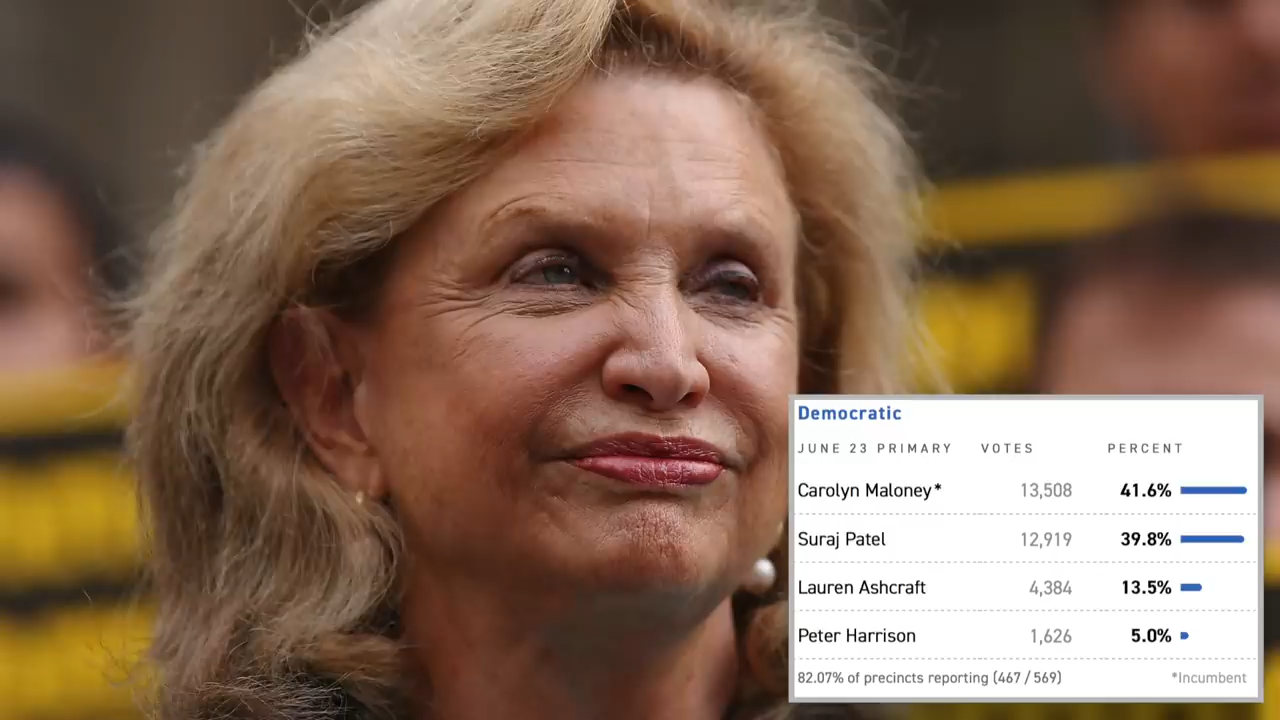 Democratic
JUNE 23 PRIMARY VOTES PERCENT
Carolyn Maloney* 13,508 41.6%
Suraj Patel 12,919 39.8%
Lauren Ashcraft 4,384 13.5%
Peter Harrison 1,626 5.0%
82.07% of precincts reporting (467 / 569) *Incumbent